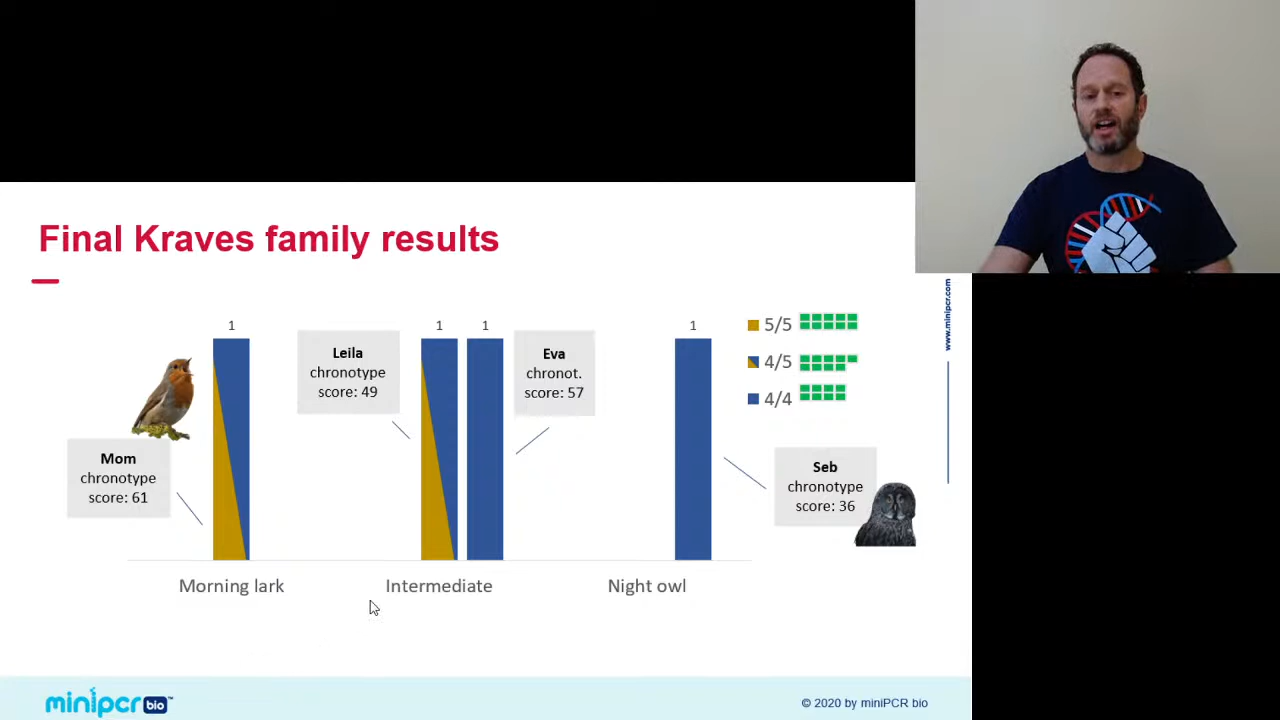 Final Kraves family results
1
1
1
1
Leila
chronotype
score: 49
Eva
chronot.
score: 57
5/5
4/5
4/4
Mom
chronotype
score: 61
Seb
chronotype
score: 36
Morning lark
Intermediate
Night owl
www.minipcr.com
minipcr bio™
© 2020 by miniPCR bio